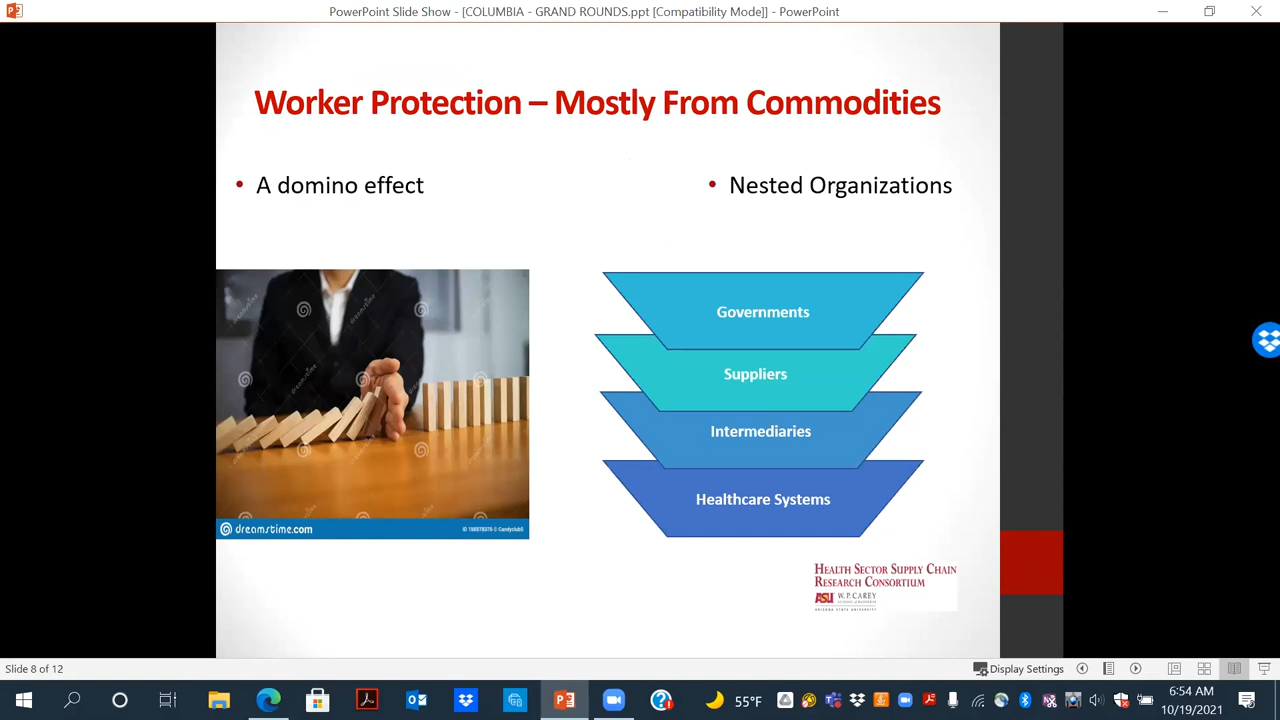 PowerPoint Slide Show - [COLUMBIA - GRAND ROUNDS.ppt [Compatibility Mode]] - PowerPoint
Worker Protection – Mostly From Commodities
• A domino effect
• Nested Organizations
Governments
Suppliers
Intermediaries
Healthcare Systems
dreamstime.com
HEALTH SECTOR SUPPLY CHAIN
RESEARCH CONSORTIUM
ASU W. P. CAREY
Slide 8 of 12
Display Settings
55°F
6:54 AM
10/19/2021